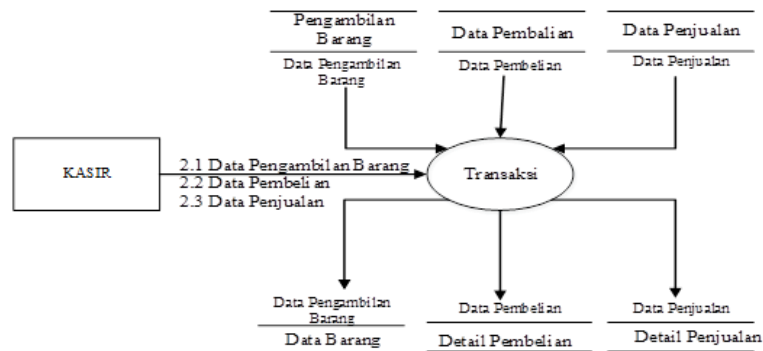 Pengambilan
Barang
Data Pembalian
Data Penjualan
Data Pengambilan
Barang
Data Pembelian
Data Penjualan
KASIR
2.1 Data Pengambilan Barang
2.2 Data Pembelian
2.3 Data Penjualan
Transaksi
Data Pengambilan
Barang
Data Pembelian
Data Penjualan
Data Barang
Detail Pembelian
Detail Penjualan